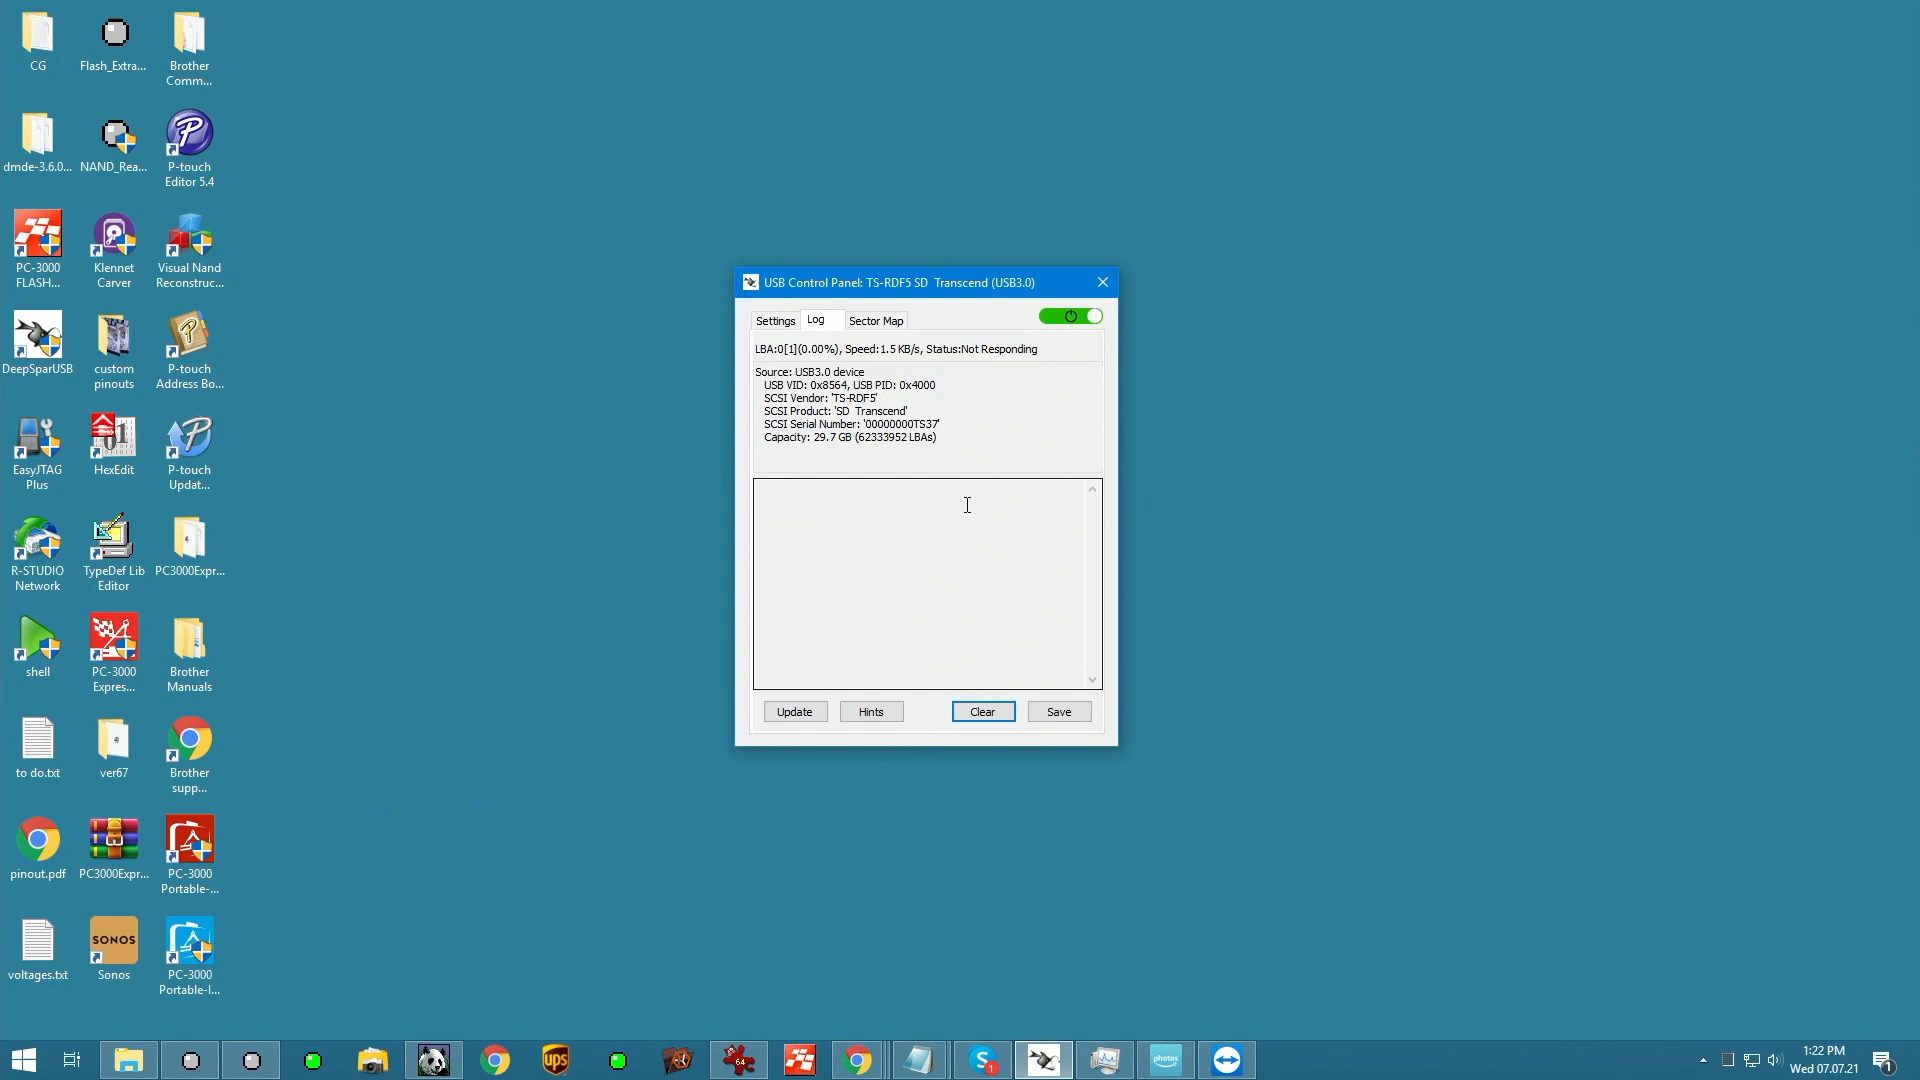 CG
Flash_Extra...
Brother
Comm...
dmde-3.6.0...
NAND_Rea...
P-touch
Editor 5.4
PC-3000
FLASH...
Klennet
Carver
Visual Nand
Reconstruc...
DeepSparUSB
custom
pinouts
P-touch
Address Bo...
EasyJTAG
Plus
HexEdit
P-touch
Updat...
R-STUDIO
Network
TypeDef Lib
Editor
PC3000Expr...
shell
PC-3000
Expres...
Brother
Manuals
to do.txt
ver67
Brother
supp...
pinout.pdf
PC3000Expr...
PC-3000
Portable-...
voltages.txt
SONOS
Sonos
PC-3000
Portable-I...
USB Control Panel: TS-RDF5 SD  Transcend (USB3.0)
Settings
Log
Sector Map
LBA:0[1](0.00%), Speed:1.5 KB/s, Status:Not Responding
Source: USB3.0 device
USB VID: 0x8564, USB PID: 0x4000
SCSI Vendor: 'TS-RDF5'
SCSI Product: 'SD  Transcend'
SCSI Serial Number: '00000000TS37'
Capacity: 29.7 GB (62333952 LBAs)
Update
Hints
Clear
Save
ups
64
S
1
photos
1:22 PM
Wed 07.07.21
1